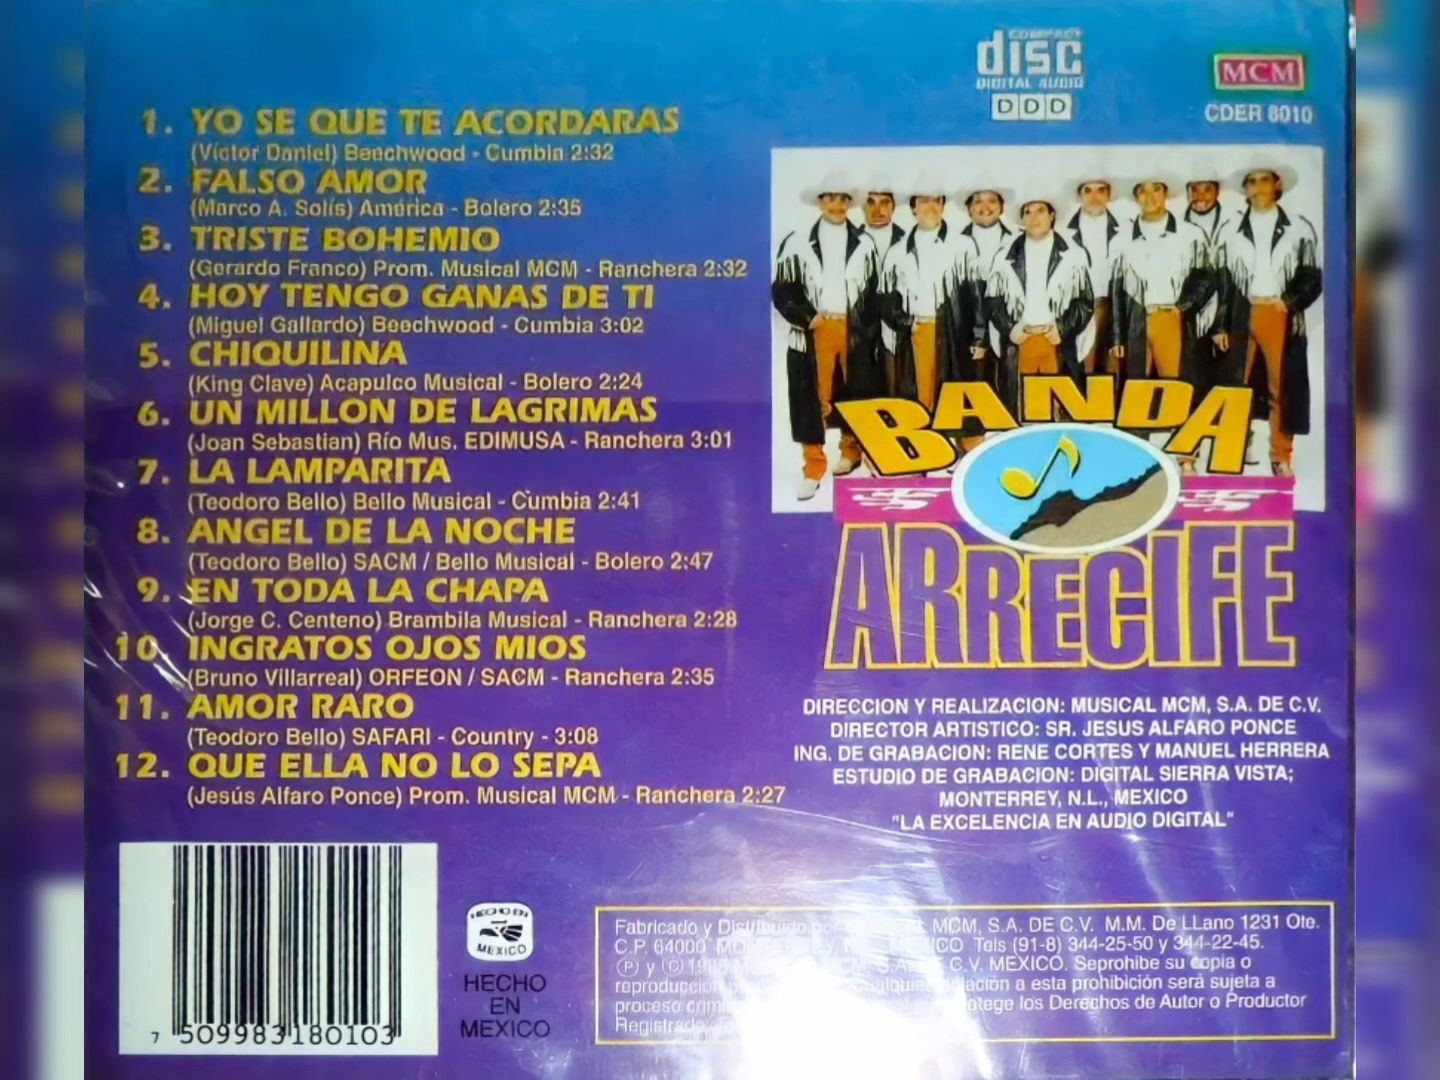 1. YO SE QUE TE ACORDARAS
(Víctor Daniel) Beechwood - Cumbia 2:32
2. FALSO AMOR
(Marco A. Solís) América - Bolero 2:35
3. TRISTE BOHEMIO
(Gerardo Franco) Prom. Musical MCM - Ranchera 2:32
4. HOY TENGO GANAS DE TI
(Miguel Gallardo) Beechwood - Cumbia 3:02
5. CHIQUILINA
(King Clave) Acapulco Musical - Bolero 2:24
6. UN MILLON DE LAGRIMAS
(Joan Sebastian) Río Mus. EDIMUSA - Ranchera 3:01
7. LA LAMPARITA
(Teodoro Bello) Bello Musical - Cumbia 2:41
8. ANGEL DE LA NOCHE
(Teodoro Bello) SACM / Bello Musical - Bolero 2:47
9. EN TODA LA CHAPA
(Jorge C. Centeno) Brambila Musical - Ranchera 2:28
10. INGRATOS OJOS MIOS
(Bruno Villarreal) ORFEON / SACM - Ranchera 2:35
11. AMOR RARO
(Teodoro Bello) SAFARI - Country - 3:08
12. QUE ELLA NO LO SEPA
(Jesús Alfaro Ponce) Prom. Musical MCM - Ranchera 2:27
COMPACT
disc
DIGITAL AUDIO
DDD
MCM
CDER 8010
BANDA
ARRECIFE
DIRECCION Y REALIZACION: MUSICAL MCM, S.A. DE C.V.
DIRECTOR ARTISTICO: SR. JESUS ALFARO PONCE
ING. DE GRABACION: RENE CORTES Y MANUEL HERRERA
ESTUDIO DE GRABACION: DIGITAL SIERRA VISTA;
MONTERREY, N.L., MEXICO
"LA EXCELENCIA EN AUDIO DIGITAL"
7 509983180103
HECHO EN
MEXICO
HECHO
EN
MEXICO
Fabricado y Distribuido por MCM, S.A. DE C.V. M.M. De LLano 1231 Ote.
C.P. 64000 MEXICO Tels (91-8) 344-25-50 y 344-22-45.
Ⓟ y C.V. MEXICO. Seprohibe su copia o
reproducción a esta prohibición será sujeta a
proceso los Derechos de Autor o Productor
Registrado